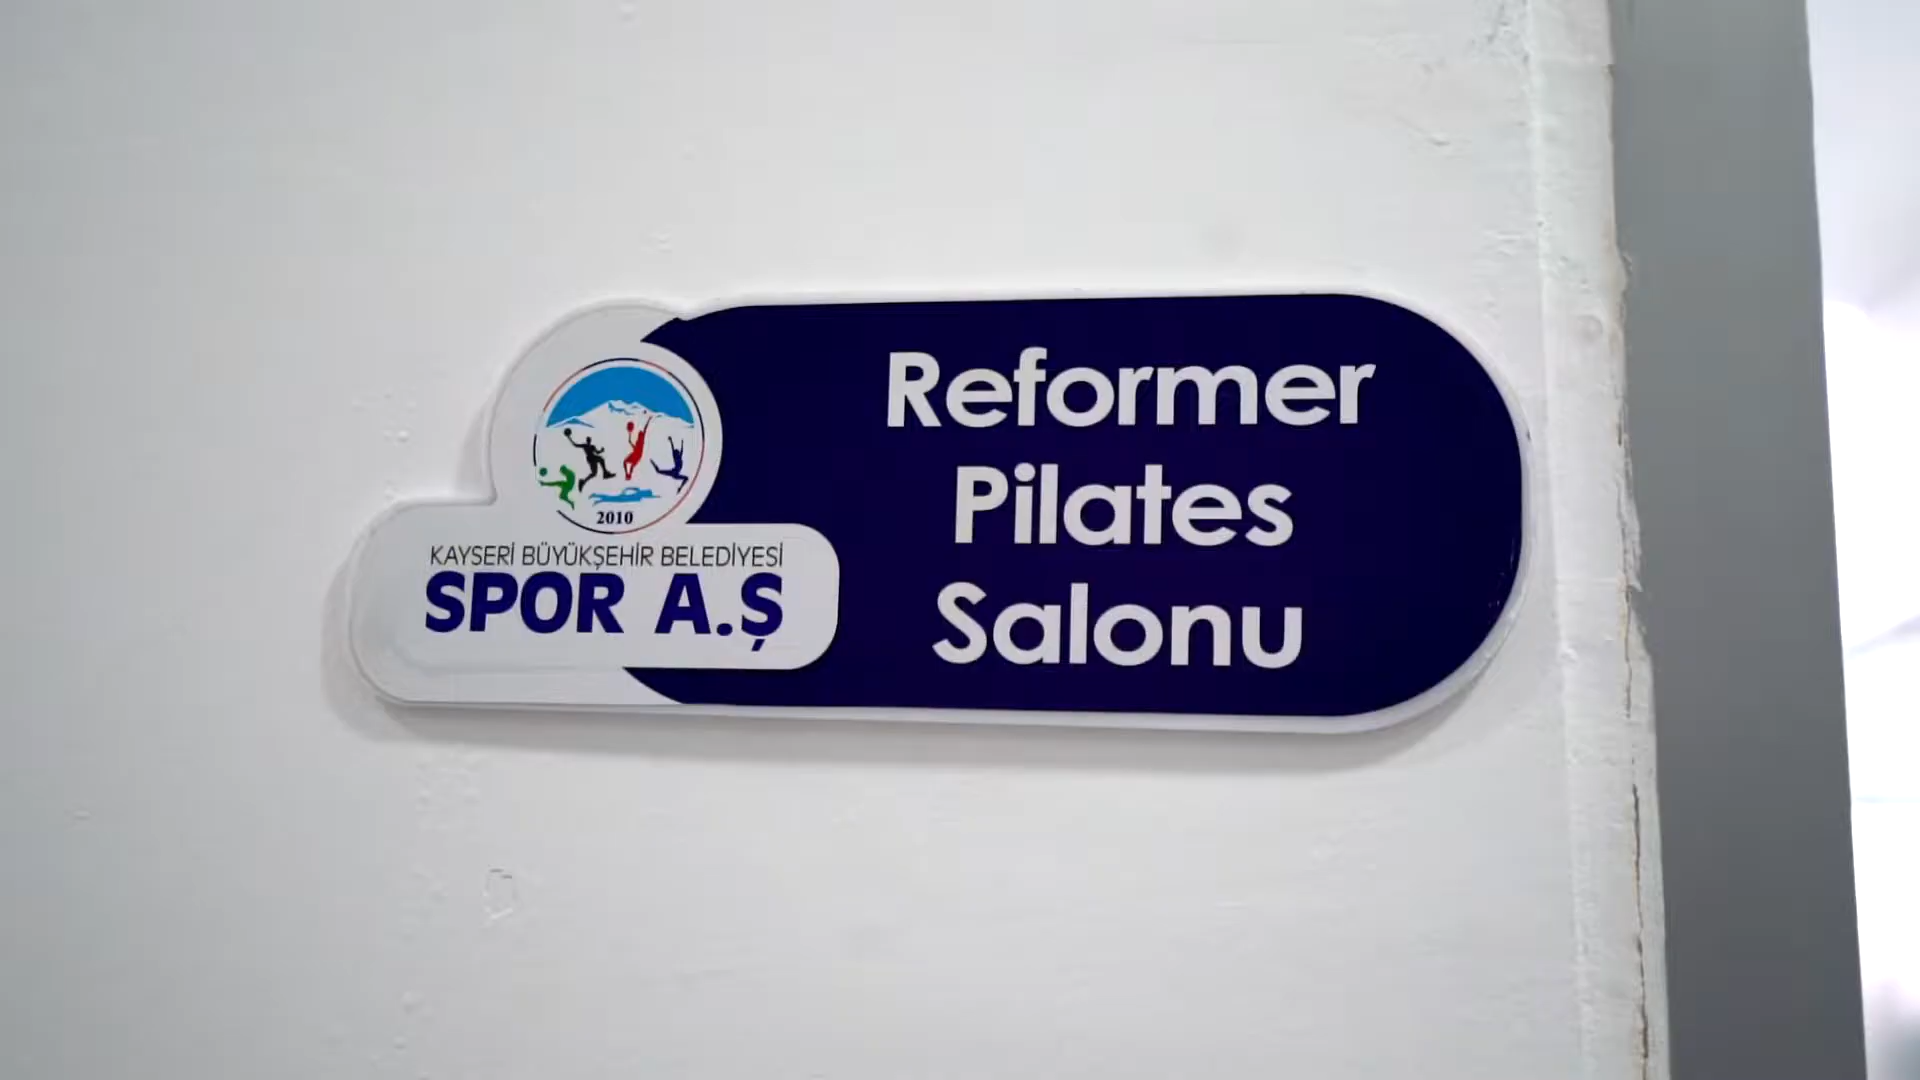 2010
KAYSERİ BÜYÜKŞEHİR BELEDİYESİ
SPOR A.Ş
Reformer
Pilates
Salonu